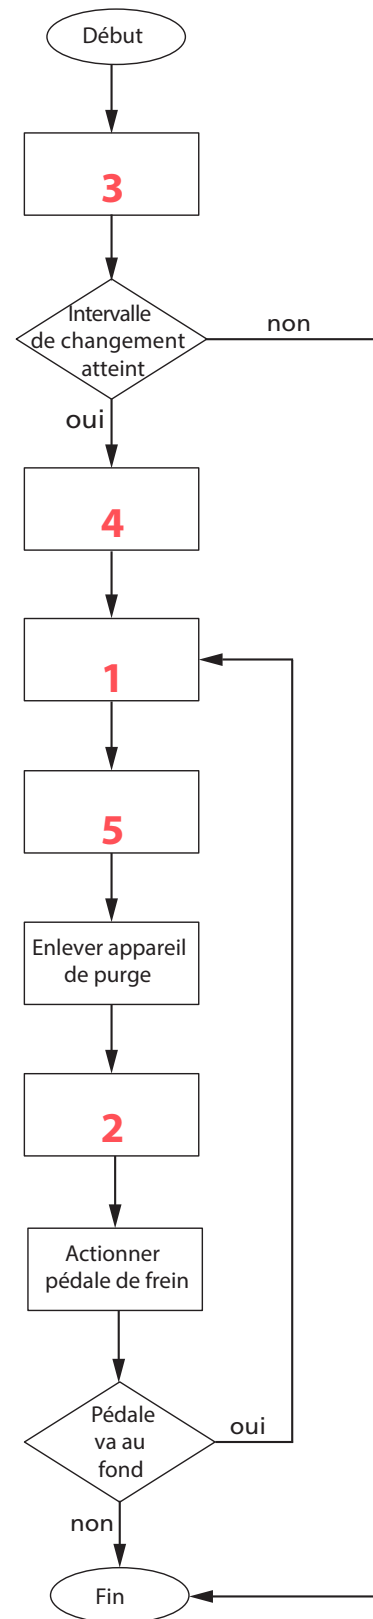 Début
3
Intervalle
de changement
atteint
non
oui
4
1
5
Enlever appareil
de purge
2
Actionner
pédale de frein
Pédale
va au
fond
oui
non
Fin